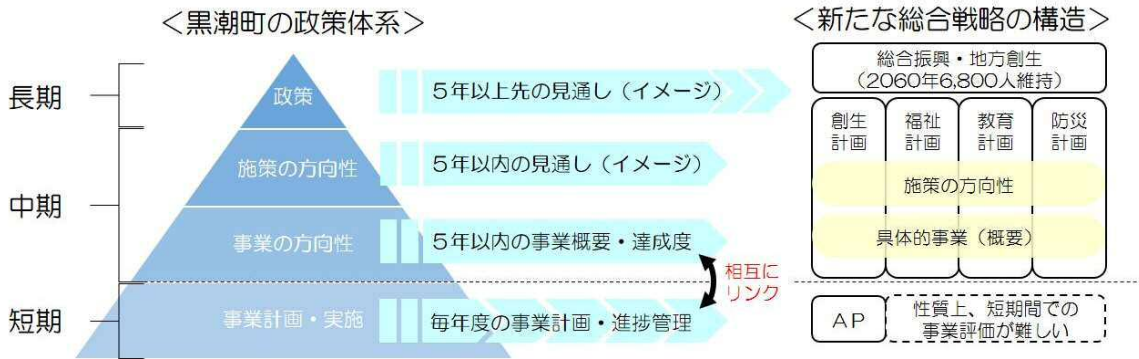 ＜黒潮町の政策体系＞
＜新たな総合戦略の構造＞
長期
政策
５年以上先の見通し（イメージ）
総合振興・地方創生
（2060年6,800人維持）
中期
施策の方向性
５年以内の見通し（イメージ）
事業の方向性
５年以内の事業概要・達成度
相互に
リンク
創生
計画
福祉
計画
教育
計画
防災
計画
施策の方向性
具体的事業（概要）
短期
事業計画・実施
毎年度の事業計画・進捗管理
ＡＰ
性質上、短期間での
事業評価が難しい